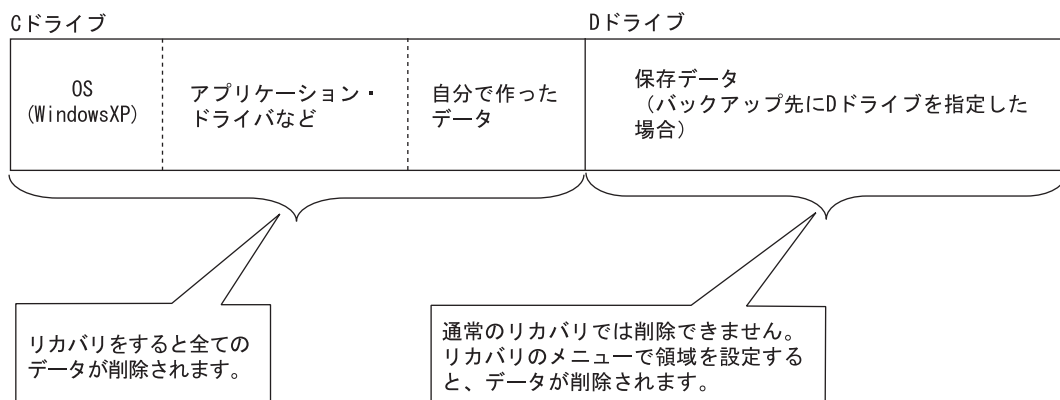 Cドライブ
Dドライブ
OS
(WindowsXP)
アプリケーション・
ドライバなど
自分で作った
データ
保存データ
(バックアップ先にDドライブを指定した
場合)
リカバリをすると全ての
データが削除されます。
通常のリカバリでは削除できません。
リカバリのメニューで領域を設定する
と、データが削除されます。